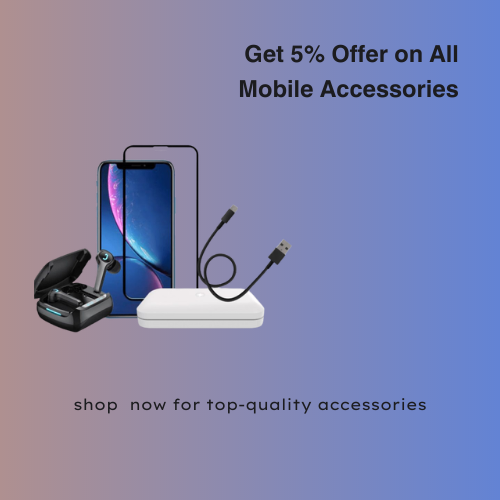 Get 5% Offer on All
Mobile Accessories
shop  now for top-quality accessories